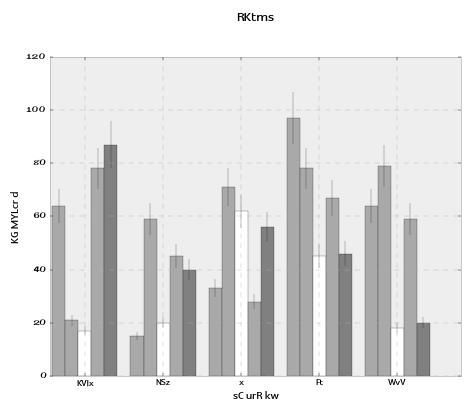 RKtms
120
100
80
60
40
20
0
KG MYLcr d
KVlx
NSz
x
Ft
WvV
sC urR kw